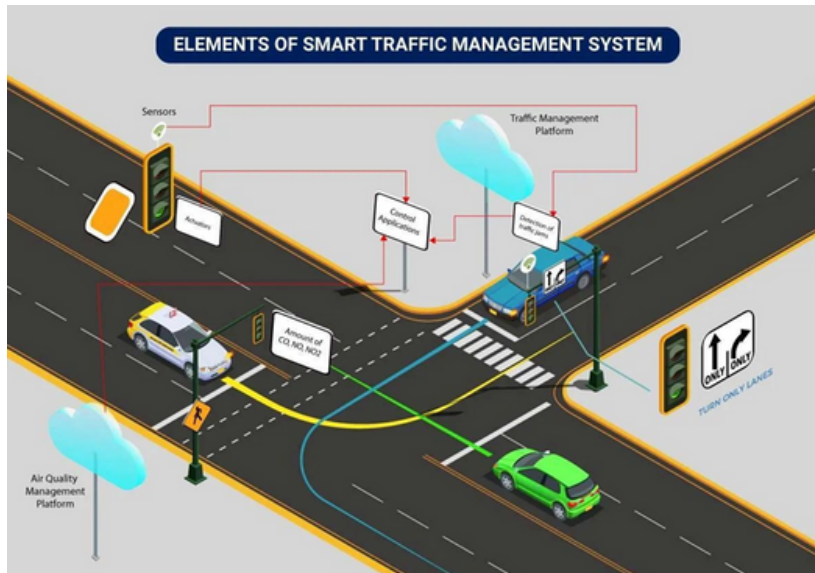 ELEMENTS OF SMART TRAFFIC MANAGEMENT SYSTEM
Sensors
Traffic Management
Platform
Actuators
Control
Applications
Detection of
traffic jams
Amount of
CO, NO, NO2
ONLY ONLY
TURN ONLY LANES
Air Quality
Management
Platform